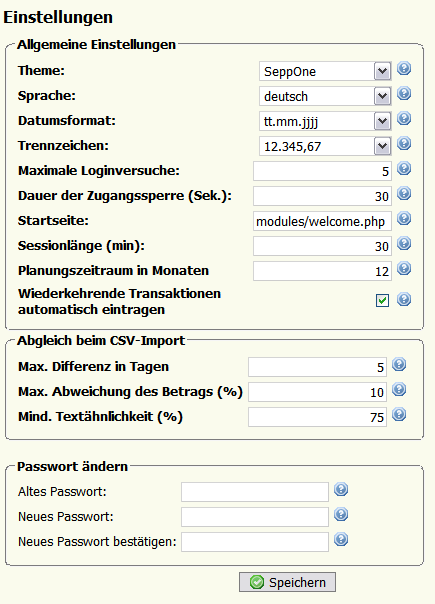 Einstellungen
Allgemeine Einstellungen
Theme: SeppOne
Sprache: deutsch
Datumsformat: tt.mm.jjjj
Trennzeichen: 12.345,67
Maximale Loginversuche: 5
Dauer der Zugangssperre (Sek.): 30
Startseite: modules/welcome.php
Sessionlänge (min): 30
Planungszeitraum in Monaten 12
Wiederkehrende Transaktionen
automatisch eintragen
Abgleich beim CSV-Import
Max. Differenz in Tagen 5
Max. Abweichung des Betrags (%) 10
Mind. Textähnlichkeit (%) 75
Passwort ändern
Altes Passwort:
Neues Passwort:
Neues Passwort bestätigen:
Speichern